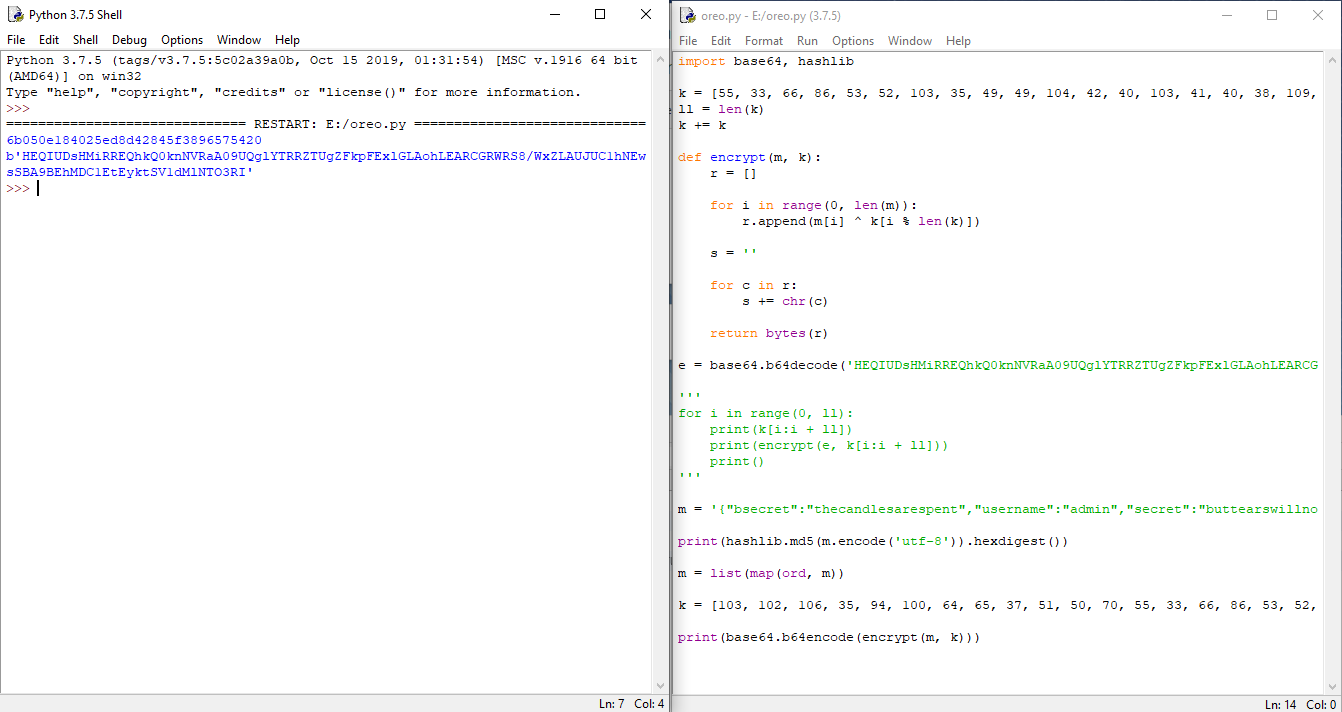 Python 3.7.5 Shell
File Edit Shell Debug Options Window Help
Python 3.7.5 (tags/v3.7.5:5c02a39a0b, Oct 15 2019, 01:31:54) [MSC v.1916 64 bit
(AMD64)] on win32
Type "help", "copyright", "credits" or "license()" for more information.
>>>
============================== RESTART: E:/oreo.py =============================
6b050e184025ed8d42845f3896575420
b'HEQIUDsHMiRREQhkQ0knNVRaA09UQglYTRRZTUgZFkpFExlGLAohLEARCGRWRS8/WxZLAUJUClhNEw
sSBA9BEhMDClEtEyktSVldMlNTO3RI'
>>>
Ln: 7 Col: 4
oreo.py - E:/oreo.py (3.7.5)
File Edit Format Run Options Window Help
import base64, hashlib
k = [55, 33, 66, 86, 53, 52, 103, 35, 49, 49, 104, 42, 40, 103, 41, 40, 38, 109,
ll = len(k)
k += k
def encrypt(m, k):
    r = []
    for i in range(0, len(m)):
        r.append(m[i] ^ k[i % len(k)])
    s = ''
    for c in r:
        s += chr(c)
    return bytes(r)
e = base64.b64decode('HEQIUDsHMiRREQhkQ0knNVRaA09UQglYTRRZTUgZFkpFExlGLAohLEARCG
'''
for i in range(0, ll):
    print(k[i:i + ll])
    print(encrypt(e, k[i:i + ll]))
    print()
'''
m = '{"bsecret":"thecandlesarespent","username":"admin","secret":"buttearswillno
print(hashlib.md5(m.encode('utf-8')).hexdigest())
m = list(map(ord, m))
k = [103, 102, 106, 35, 94, 100, 64, 65, 37, 51, 50, 70, 55, 33, 66, 86, 53, 52,
print(base64.b64encode(encrypt(m, k)))
Ln: 14 Col: 0